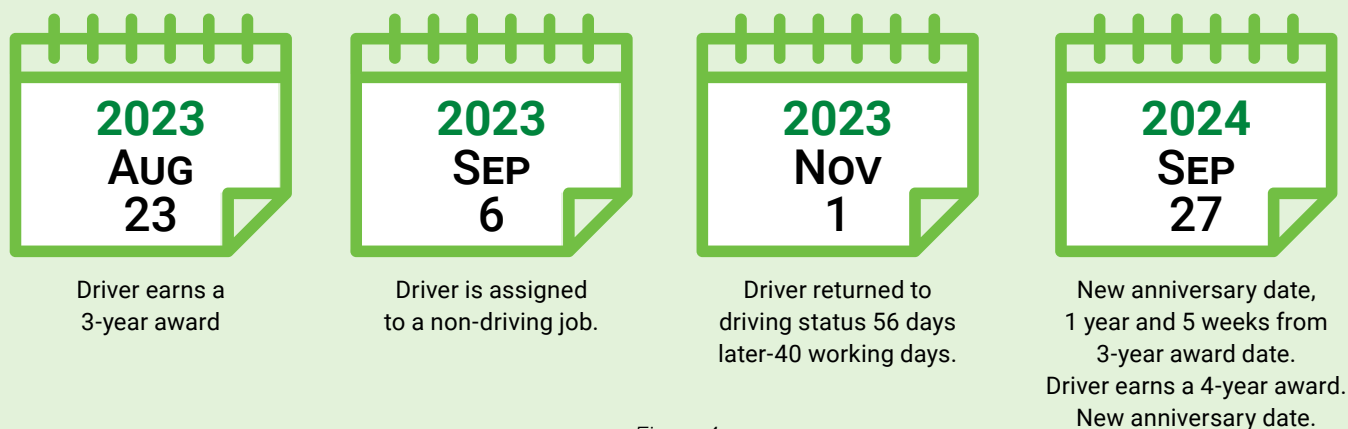 2023
AUG
23
Driver earns a
3-year award
2023
SEP
6
Driver is assigned
to a non-driving job.
2023
NOV
1
Driver returned to
driving status 56 days
later-40 working days.
2024
SEP
27
New anniversary date,
1 year and 5 weeks from
3-year award date.
Driver earns a 4-year award.
New anniversary date.